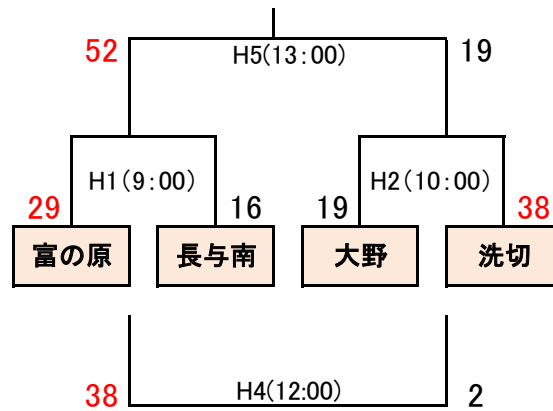 52 H5(13:00) 19
H1(9:00) H2(10:00)
29 16 19 38
富の原 長与南 大野 洗切
38 H4(12:00) 2